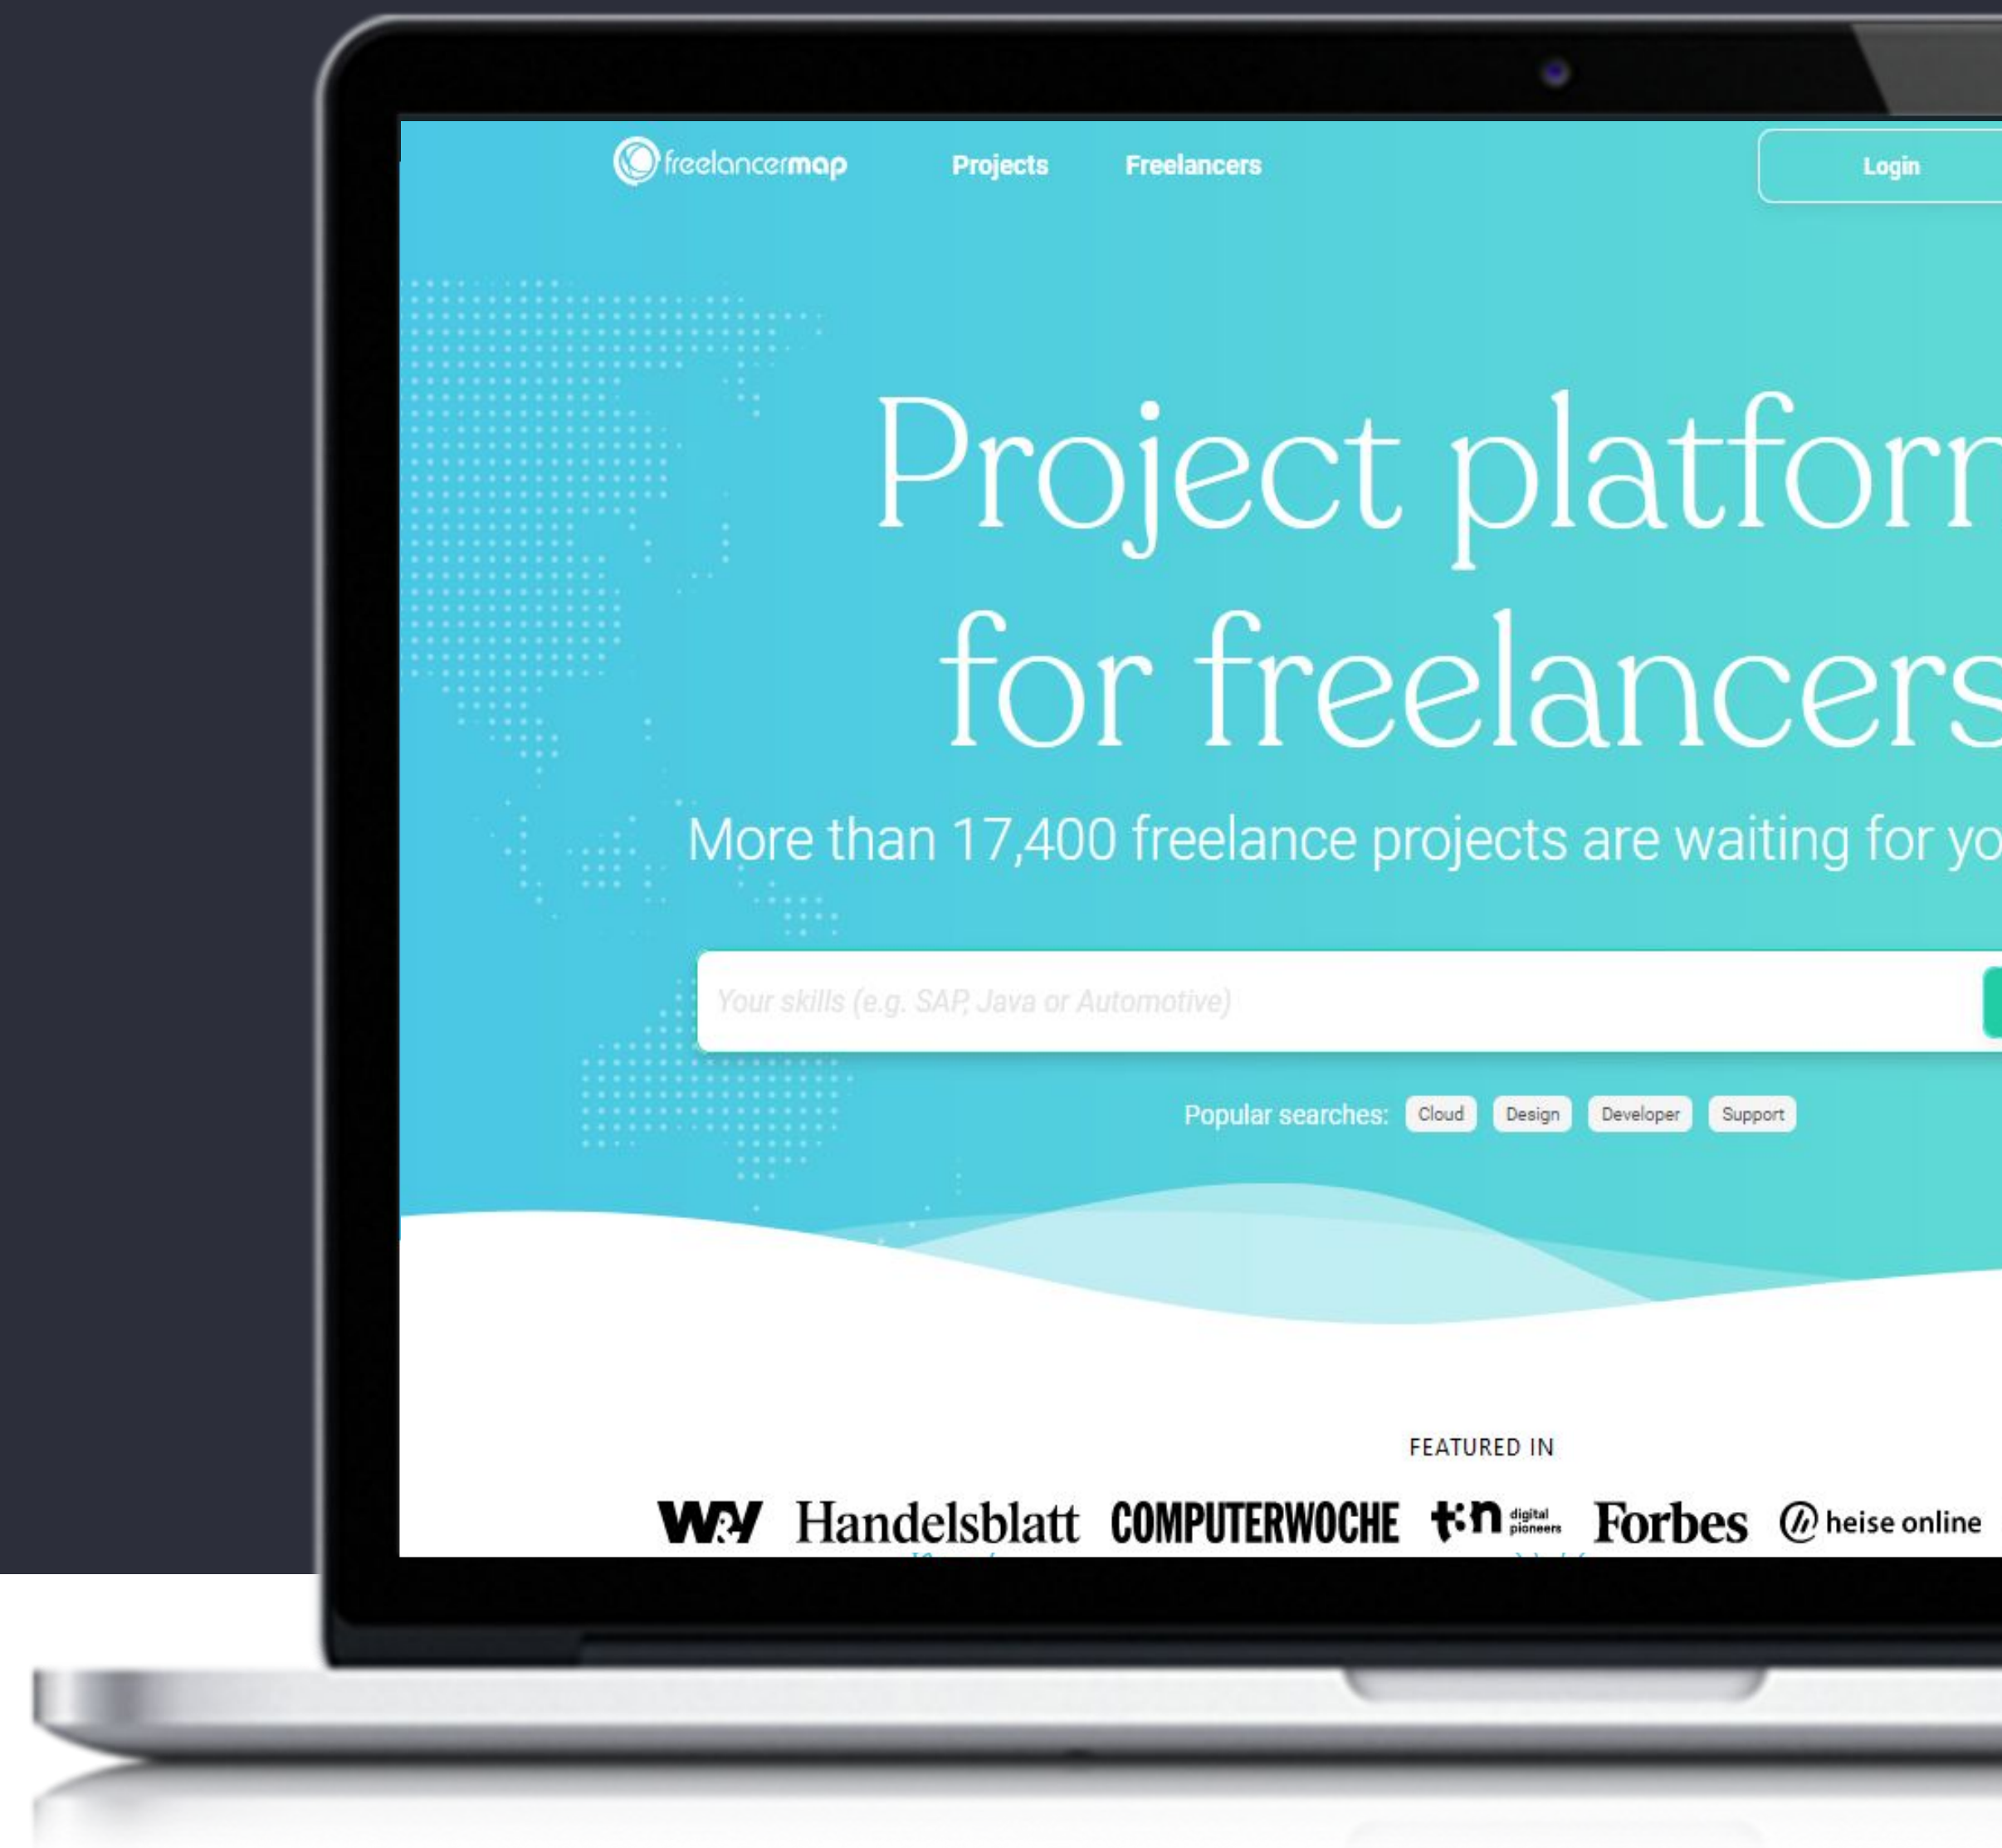 freelancermap Projects Freelancers Login
Project platform
for freelancers
More than 17,400 freelance projects are waiting for yo
Your skills (e.g. SAP, Java or Automotive)
Popular searches: Cloud Design Developer Support
FEATURED IN
W&V Handelsblatt COMPUTERWOCHE t3n digital pioneers Forbes heise online